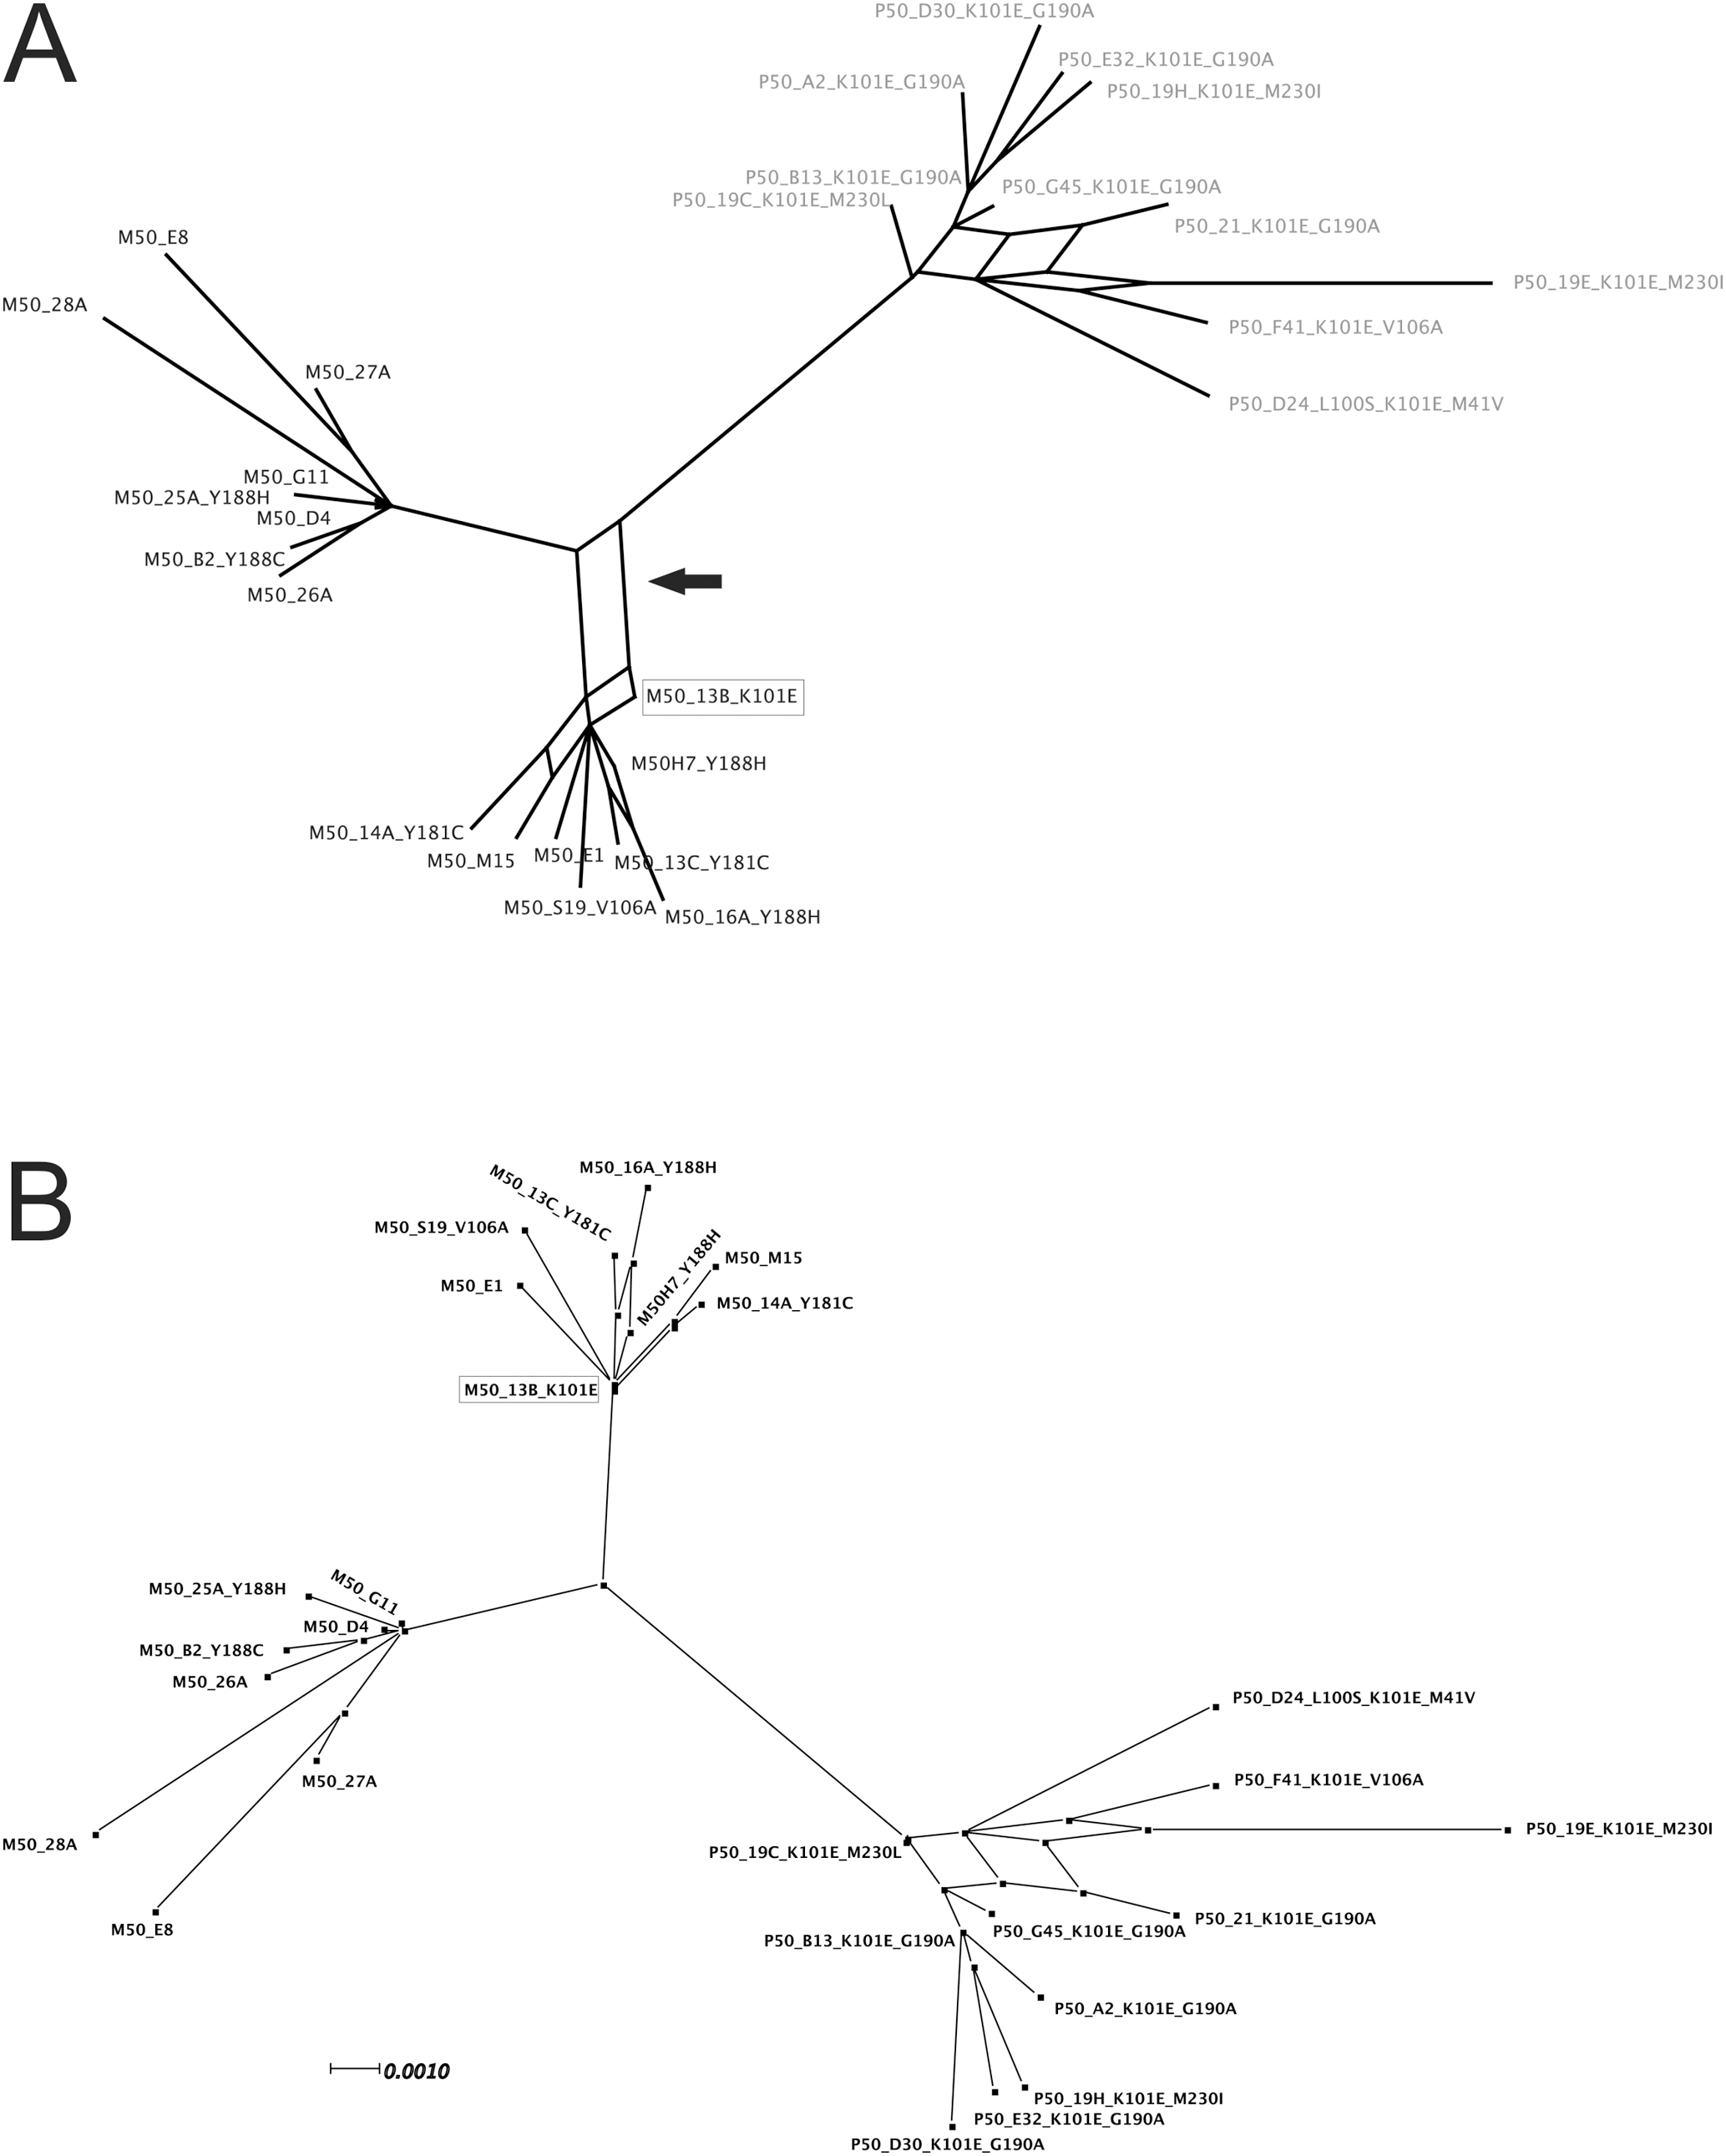 A
P50_D30_K101E_G190A
P50_E32_K101E_G190A
P50_A2_K101E_G190A
P50_19H_K101E_M230I
P50_B13_K101E_G190A
P50_G45_K101E_G190A
P50_19C_K101E_M230L
P50_21_K101E_G190A
M50_E8
P50_19E_K101E_M230I
M50_28A
P50_F41_K101E_V106A
M50_27A
P50_D24_L100S_K101E_M41V
M50_G11
M50_25A_Y188H
M50_D4
M50_B2_Y188C
M50_26A
M50_13B_K101E
M50H7_Y188H
M50_14A_Y181C
M50_M15
M50_E1
M50_13C_Y181C
M50_S19_V106A
M50_16A_Y188H
B
M50_16A_Y188H
M50_13C_Y181C
M50_S19_V106A
M50H7_Y188H
M50_M15
M50_E1
M50_14A_Y181C
M50_13B_K101E
M50_25A_Y188H
M50_G11
M50_D4
M50_B2_Y188C
M50_26A
P50_D24_L100S_K101E_M41V
M50_27A
P50_F41_K101E_V106A
P50_19E_K101E_M230I
M50_28A
P50_19C_K101E_M230L
P50_21_K101E_G190A
M50_E8
P50_G45_K101E_G190A
P50_B13_K101E_G190A
P50_A2_K101E_G190A
0.0010
P50_19H_K101E_M230I
P50_E32_K101E_G190A
P50_D30_K101E_G190A